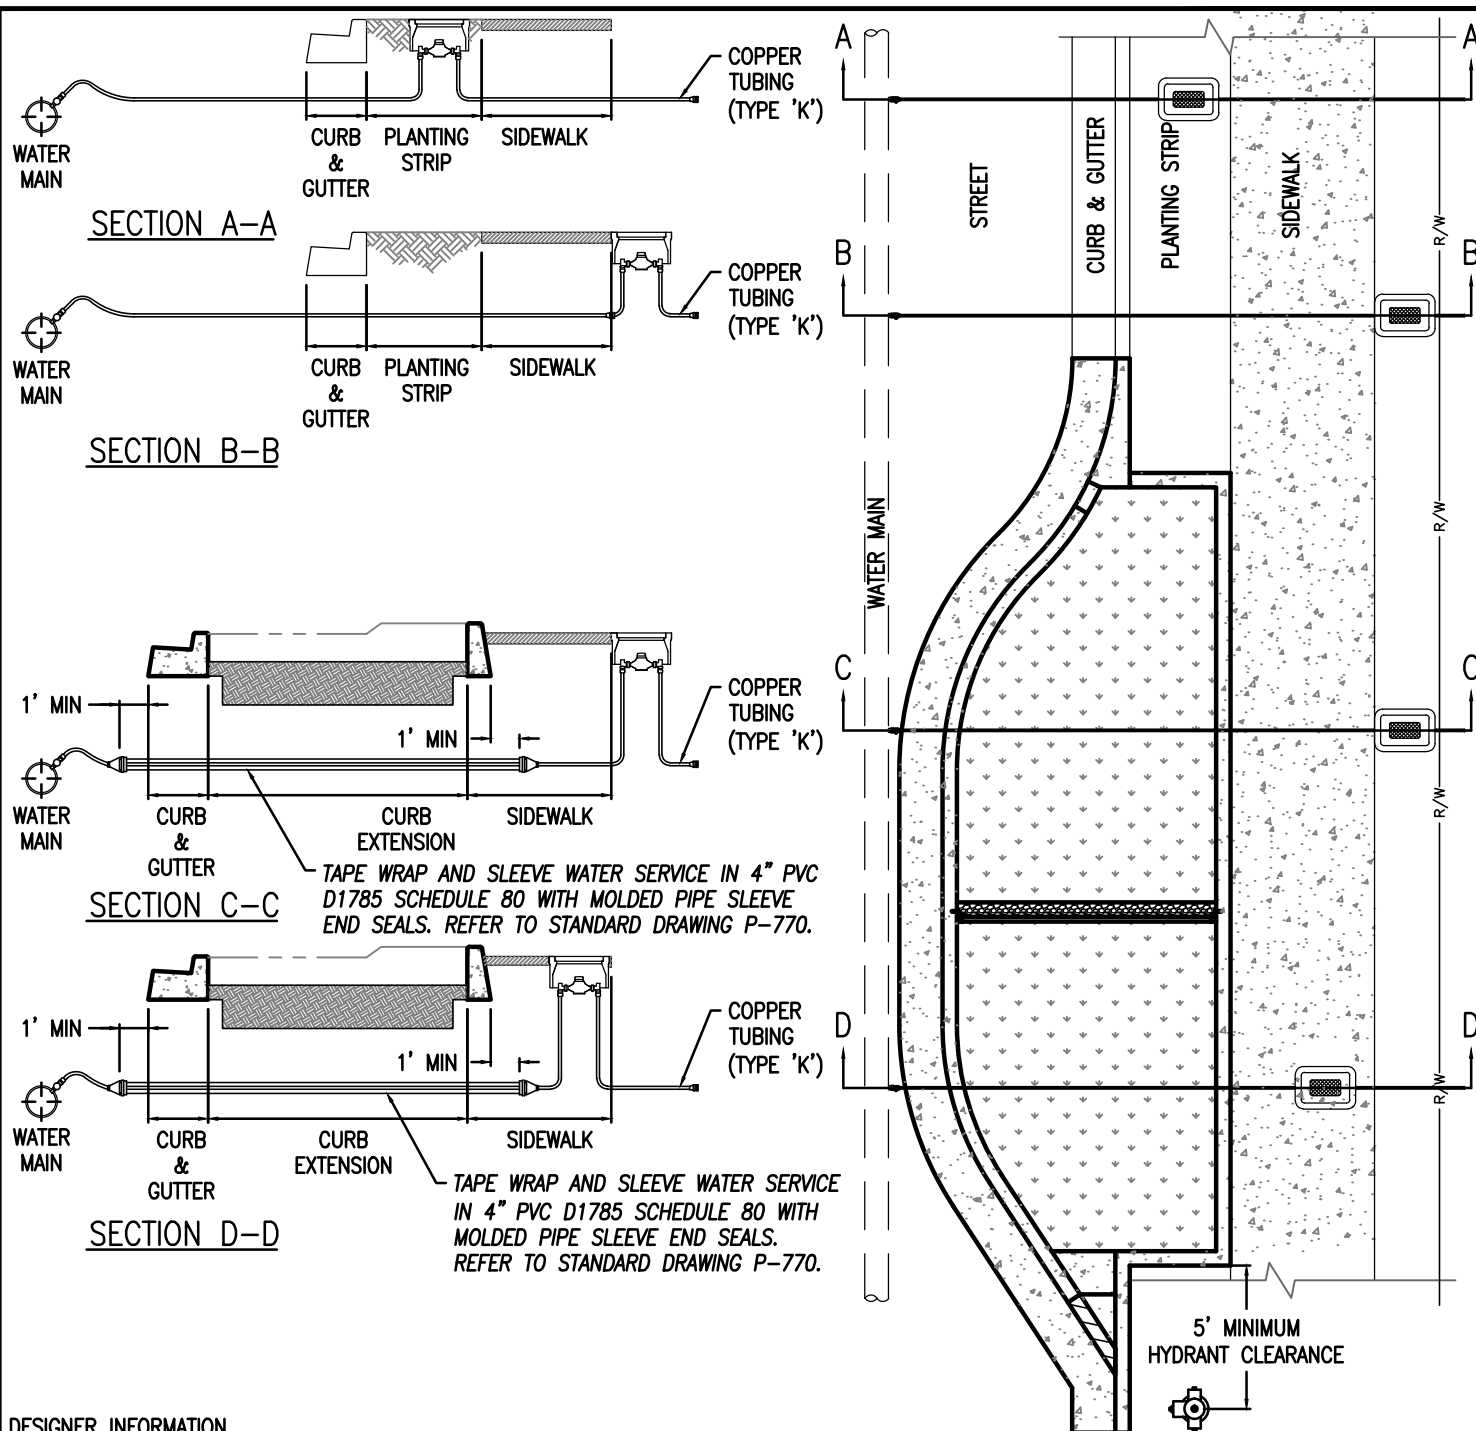 COPPER
TUBING
(TYPE 'K')
WATER
MAIN
CURB
&
GUTTER
PLANTING
STRIP
SIDEWALK
SECTION A-A
COPPER
TUBING
(TYPE 'K')
WATER
MAIN
CURB
&
GUTTER
PLANTING
STRIP
SIDEWALK
SECTION B-B
1' MIN
1' MIN
COPPER
TUBING
(TYPE 'K')
WATER
MAIN
CURB
&
GUTTER
CURB
EXTENSION
SIDEWALK
TAPE WRAP AND SLEEVE WATER SERVICE IN 4" PVC
D1785 SCHEDULE 80 WITH MOLDED PIPE SLEEVE
END SEALS. REFER TO STANDARD DRAWING P-770.
SECTION C-C
1' MIN
1' MIN
COPPER
TUBING
(TYPE 'K')
WATER
MAIN
CURB
&
GUTTER
CURB
EXTENSION
SIDEWALK
TAPE WRAP AND SLEEVE WATER SERVICE
IN 4" PVC D1785 SCHEDULE 80 WITH
MOLDED PIPE SLEEVE END SEALS.
REFER TO STANDARD DRAWING P-770.
SECTION D-D
A
A
STREET
CURB & GUTTER
PLANTING STRIP
SIDEWALK
R/W
B
B
WATER MAIN
R/W
C
C
R/W
D
D
R/W
5' MINIMUM
HYDRANT CLEARANCE
DESIGNER INFORMATION